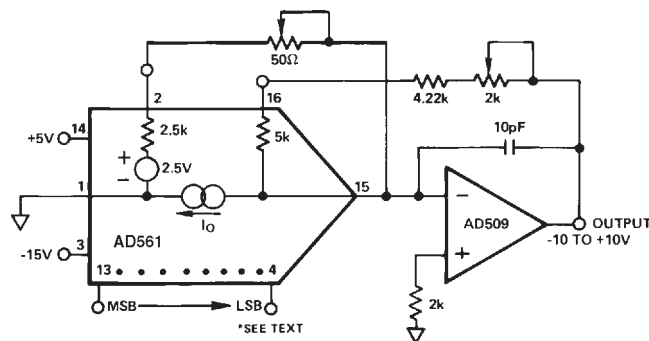 50Ω
2
16
4.22k
2k
10pF
14
+5V
2.5k
5k
+
−
2.5V
1
15
I_O
−
AD509
+
OUTPUT
-10 TO +10V
AD561
-15V
3
13
4
MSB
LSB
2k
*SEE TEXT